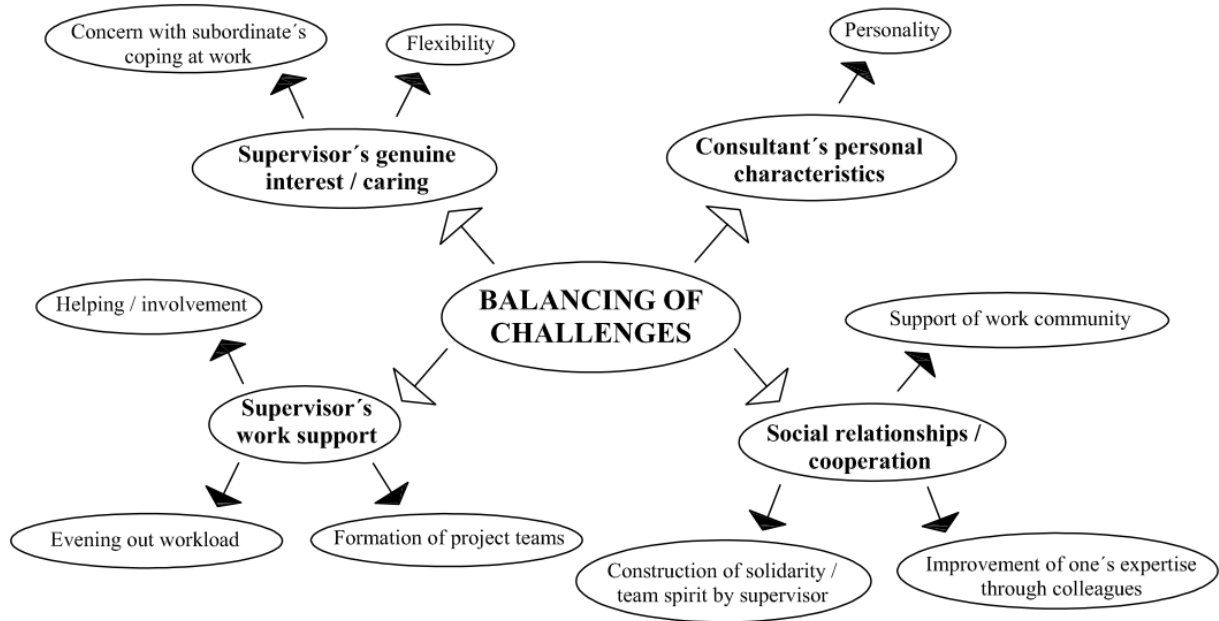 Concern with subordinate´s
coping at work
Flexibility
Personality
Supervisor´s genuine
interest / caring
Consultant´s personal
characteristics
BALANCING OF
CHALLENGES
Helping / involvement
Support of work community
Supervisor´s
work support
Social relationships /
cooperation
Evening out workload
Formation of project teams
Construction of solidarity /
team spirit by supervisor
Improvement of one´s expertise
through colleagues